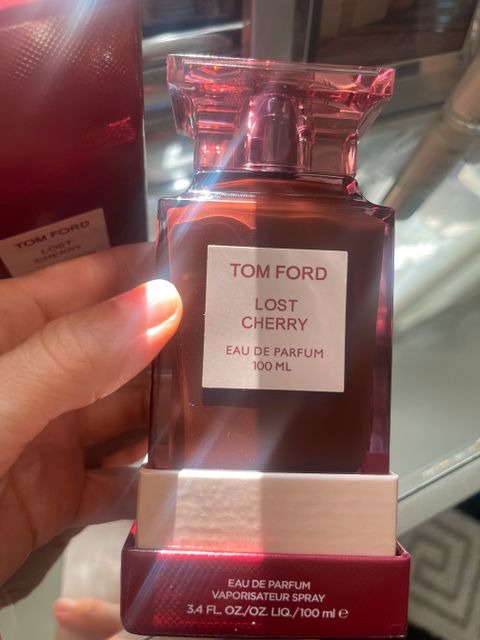 TOM FORD
LOST
CHERRY
TOM FORD
LOST
CHERRY
EAU DE PARFUM
100 ML
EAU DE PARFUM
VAPORISATEUR SPRAY
3.4 FL. OZ./OZ. LIQ./100 ml ℮